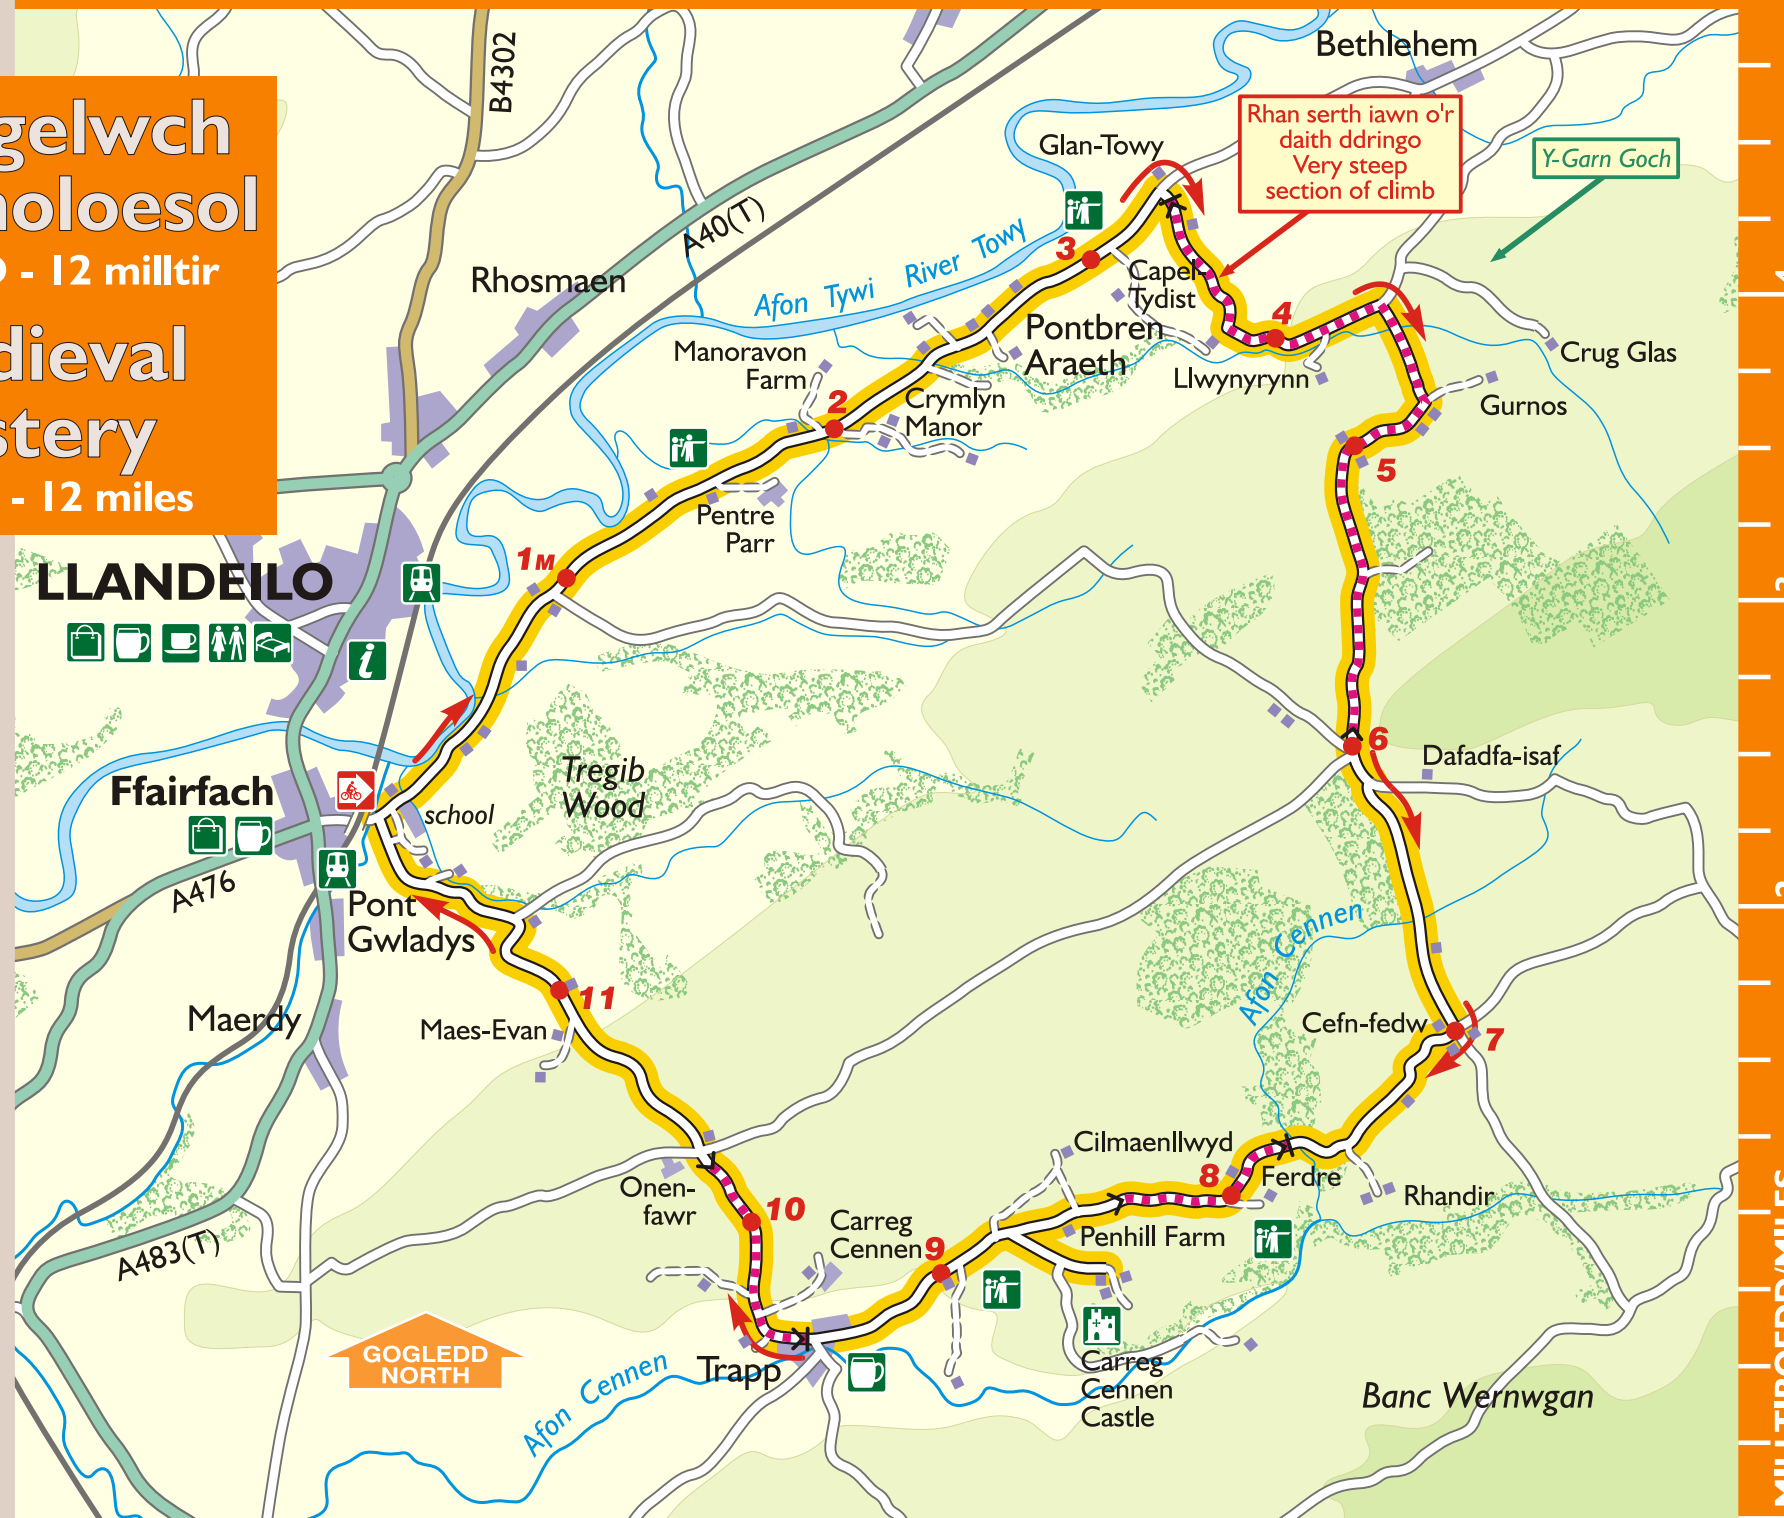 gelwch
holoesol
- 12 milltir
dieval
stery
- 12 miles
B4302
Bethlehem
Rhan serth iawn o'r
daith ddringo
Very steep
section of climb
Y-Garn Goch
Glan-Towy
A40(T)
Rhosmaen
Afon Tywi River Towy
3
Capel-
Tydist
4
Pontbren
Araeth
Manoravon
Farm
Llwynyrynn
Crug Glas
2
Crymlyn
Manor
Gurnos
5
Pentre
Parr
1M
LLANDEILO
i
6
Dafadfa-isaf
Tregib
Wood
Ffairfach
school
A476
Pont
Gwladys
Afon Cennen
11
Maerdy
Maes-Evan
Cefn-fedw
7
Cilmaenllwyd
8
Ferdre
Onen-
fawr
10
Rhandir
Carreg
Cennen
9
Penhill Farm
A483(T)
GOGLEDD
NORTH
Trapp
Afon Cennen
Carreg
Cennen
Castle
Banc Wernwgan